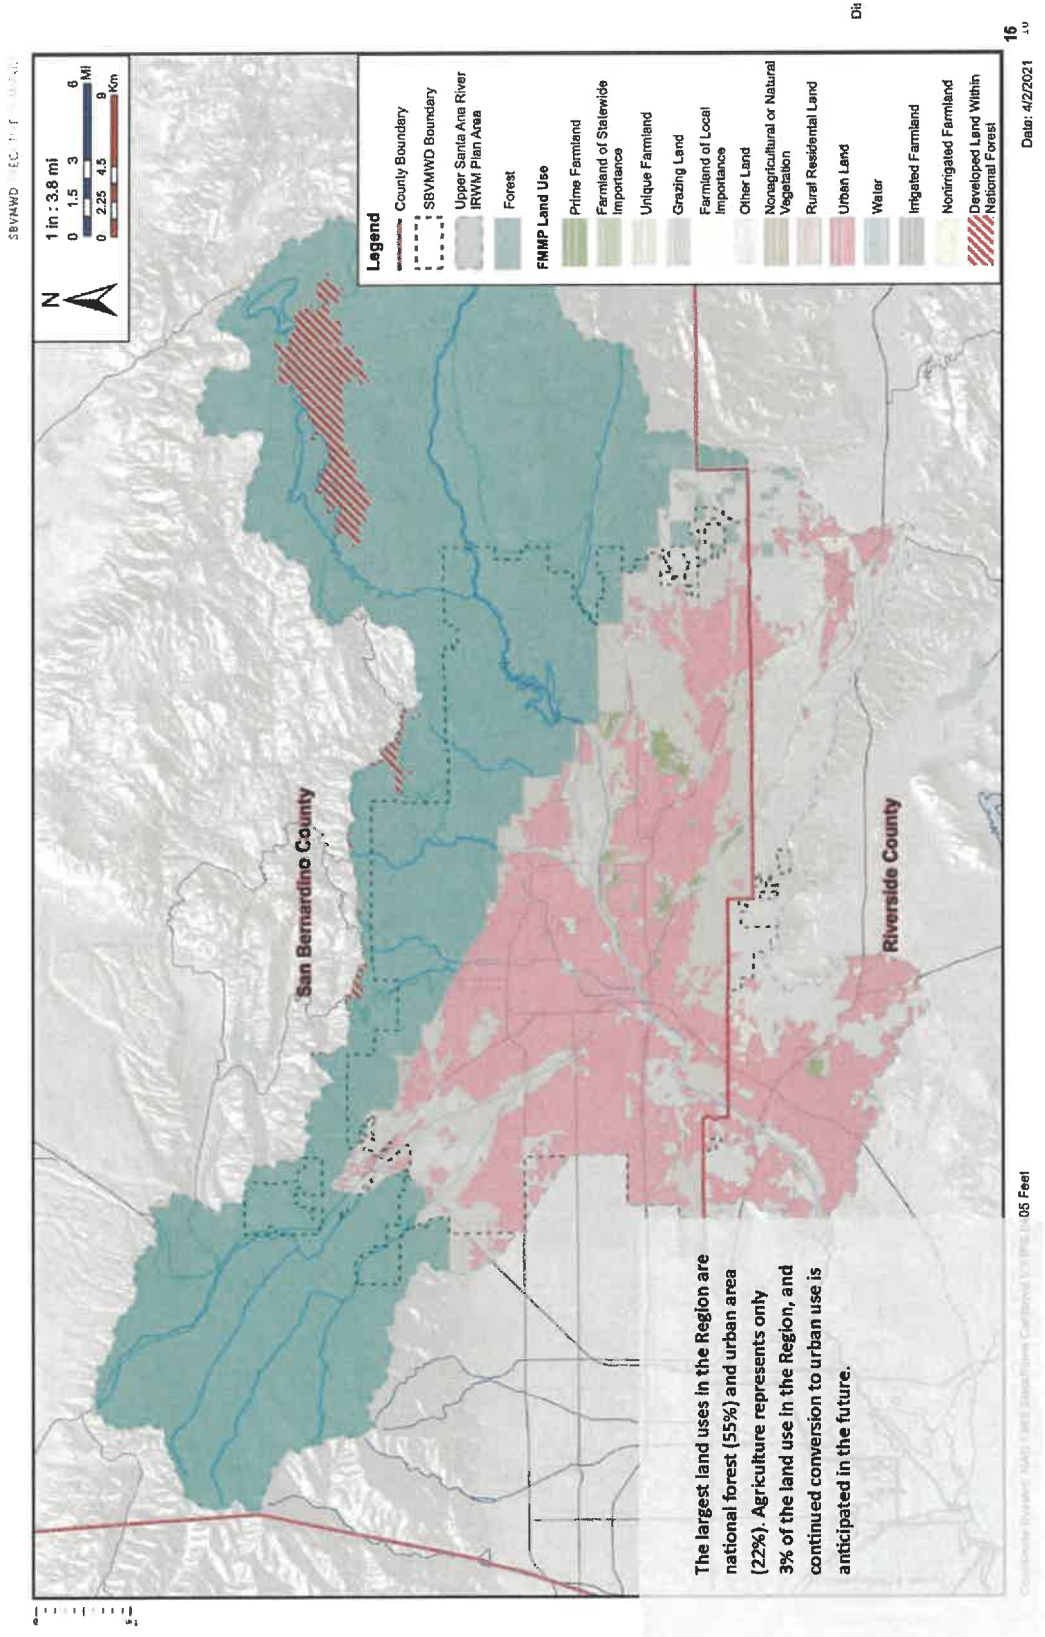 SBVMWD
N
1 in : 3.8 mi
0 1.5 3 6
Mi
0 2.25 4.5 9
Km
Legend
County Boundary
SBVMWD Boundary
Upper Santa Ana River
IRWM Plan Area
Forest
FMMP Land Use
Prime Farmland
Farmland of Statewide
Importance
Unique Farmland
Grazing Land
Farmland of Local
Importance
Other Land
Nonagricultural or Natural
Vegetation
Rural Residential Land
Urban Land
Water
Irrigated Farmland
Nonirrigated Farmland
Developed Land Within
National Forest
San Bernardino County
Riverside County
The largest land uses in the Region are
national forest (55%) and urban area
(22%). Agriculture represents only
3% of the land use in the Region, and
continued conversion to urban use is
anticipated in the future.
05 Feet
Date: 4/2/2021
16
Dis